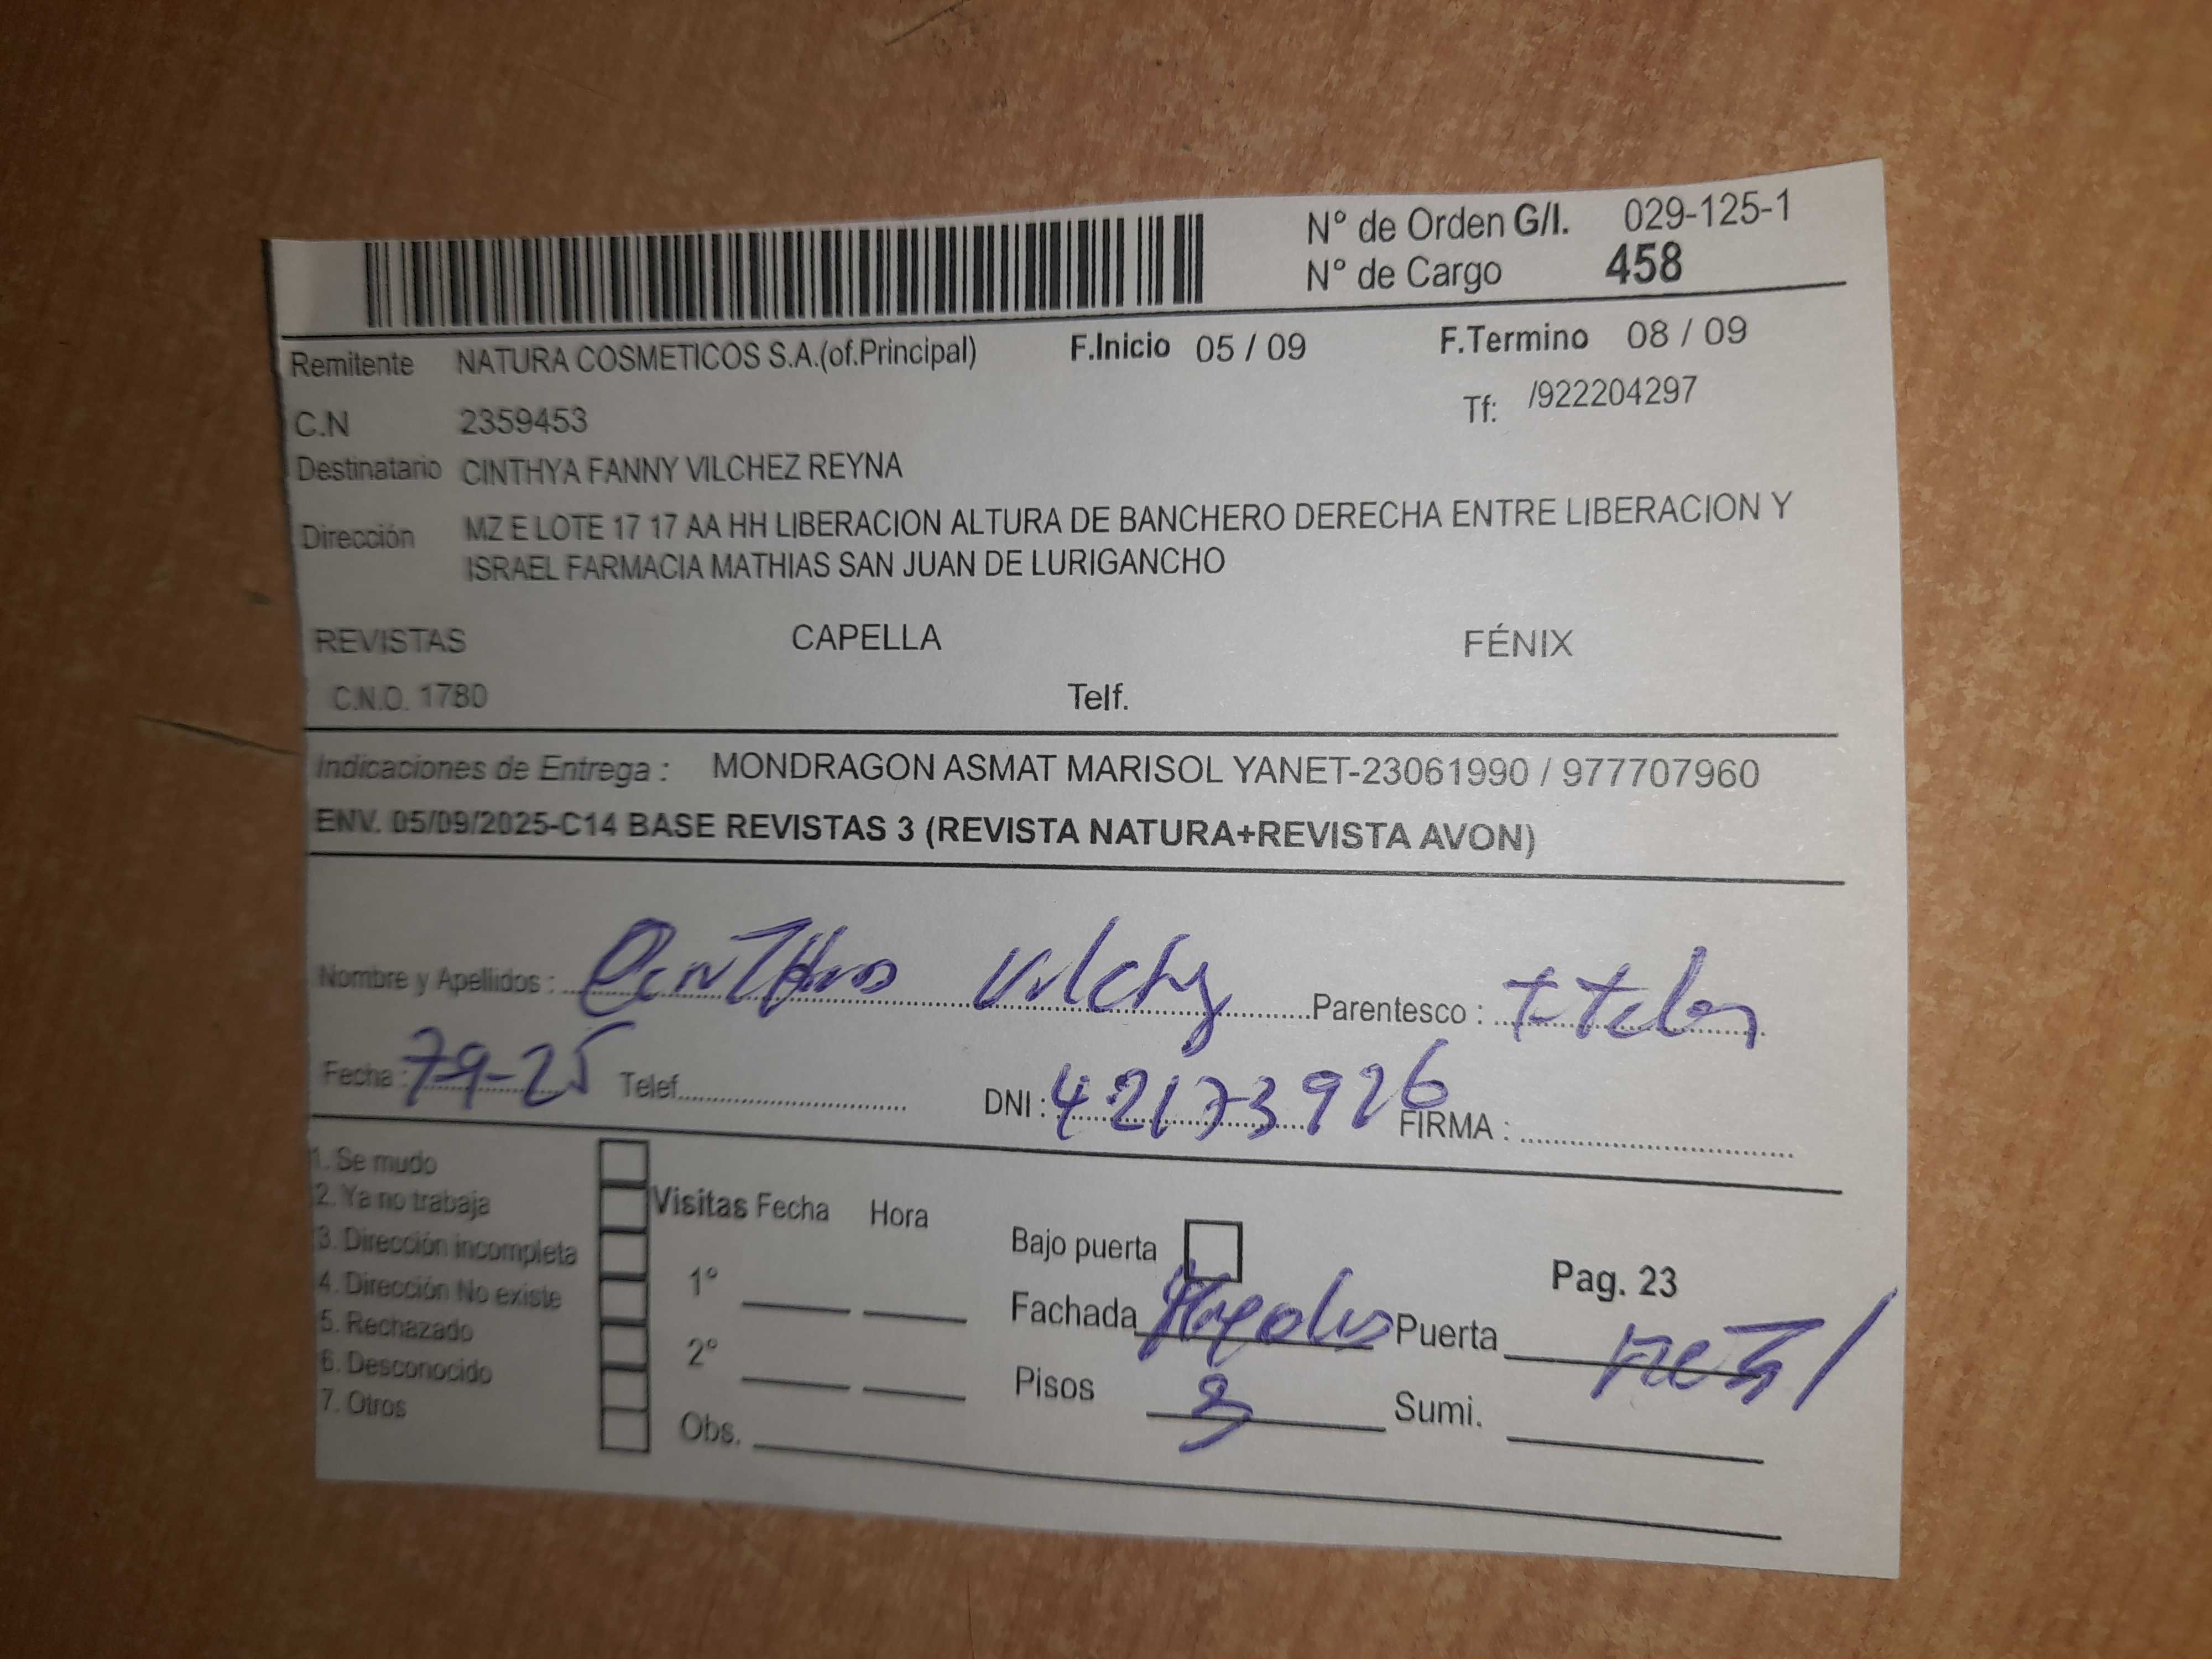 N° de Orden G/I. 029-125-1
N° de Cargo 458
Remitente NATURA COSMETICOS S.A.(of.Principal) F.Inicio 05 / 09 F.Termino 08 / 09
C.N 2359453 Tf: /922204297
Destinatario CINTHYA FANNY VILCHEZ REYNA
Dirección MZ E LOTE 17 17 AA HH LIBERACION ALTURA DE BANCHERO DERECHA ENTRE LIBERACION Y
ISRAEL FARMACIA MATHIAS SAN JUAN DE LURIGANCHO
REVISTAS CAPELLA FÉNIX
C.N.O. 1780 Telf.
Indicaciones de Entrega : MONDRAGON ASMAT MARISOL YANET-23061990 / 977707960
ENV. 05/09/2025-C14 BASE REVISTAS 3 (REVISTA NATURA+REVISTA AVON)
Nombre y Apellidos : Parentesco :
Fecha : 79-25 Telef. DNI : 42173926 FIRMA :
1. Se mudo
2. Ya no trabaja Visitas Fecha Hora
3. Dirección incompleta Bajo puerta
4. Dirección No existe 1° Fachada Puerta Pag. 23
5. Rechazado
6. Desconocido 2° Pisos 3 Sumi.
7. Otros Obs.